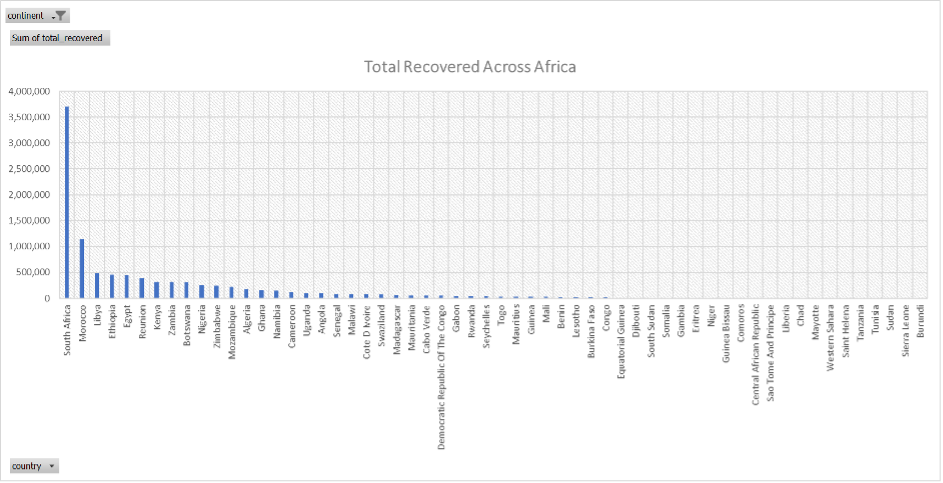 continent
Sum of total_recovered
Total Recovered Across Africa
4,000,000
3,500,000
3,000,000
2,500,000
2,000,000
1,500,000
1,000,000
500,000
0
South Africa
Morocco
Libya
Ethiopia
Egypt
Reunion
Kenya
Zambia
Botswana
Nigeria
Zimbabwe
Mozambique
Algeria
Ghana
Namibia
Cameroon
Uganda
Angola
Senegal
Malawi
Cote D Ivoire
Swaziland
Madagascar
Mauritania
Cabo Verde
Democratic Republic Of The Congo
Gabon
Rwanda
Seychelles
Togo
Mauritius
Guinea
Mali
Benin
Lesotho
Burkina Faso
Congo
Equatorial Guinea
Djibouti
South Sudan
Somalia
Gambia
Eritrea
Niger
Guinea Bissau
Comoros
Central African Republic
Sao Tome And Principe
Liberia
Chad
Mayotte
Western Sahara
Saint Helena
Tanzania
Tunisia
Sudan
Sierra Leone
Burundi
country